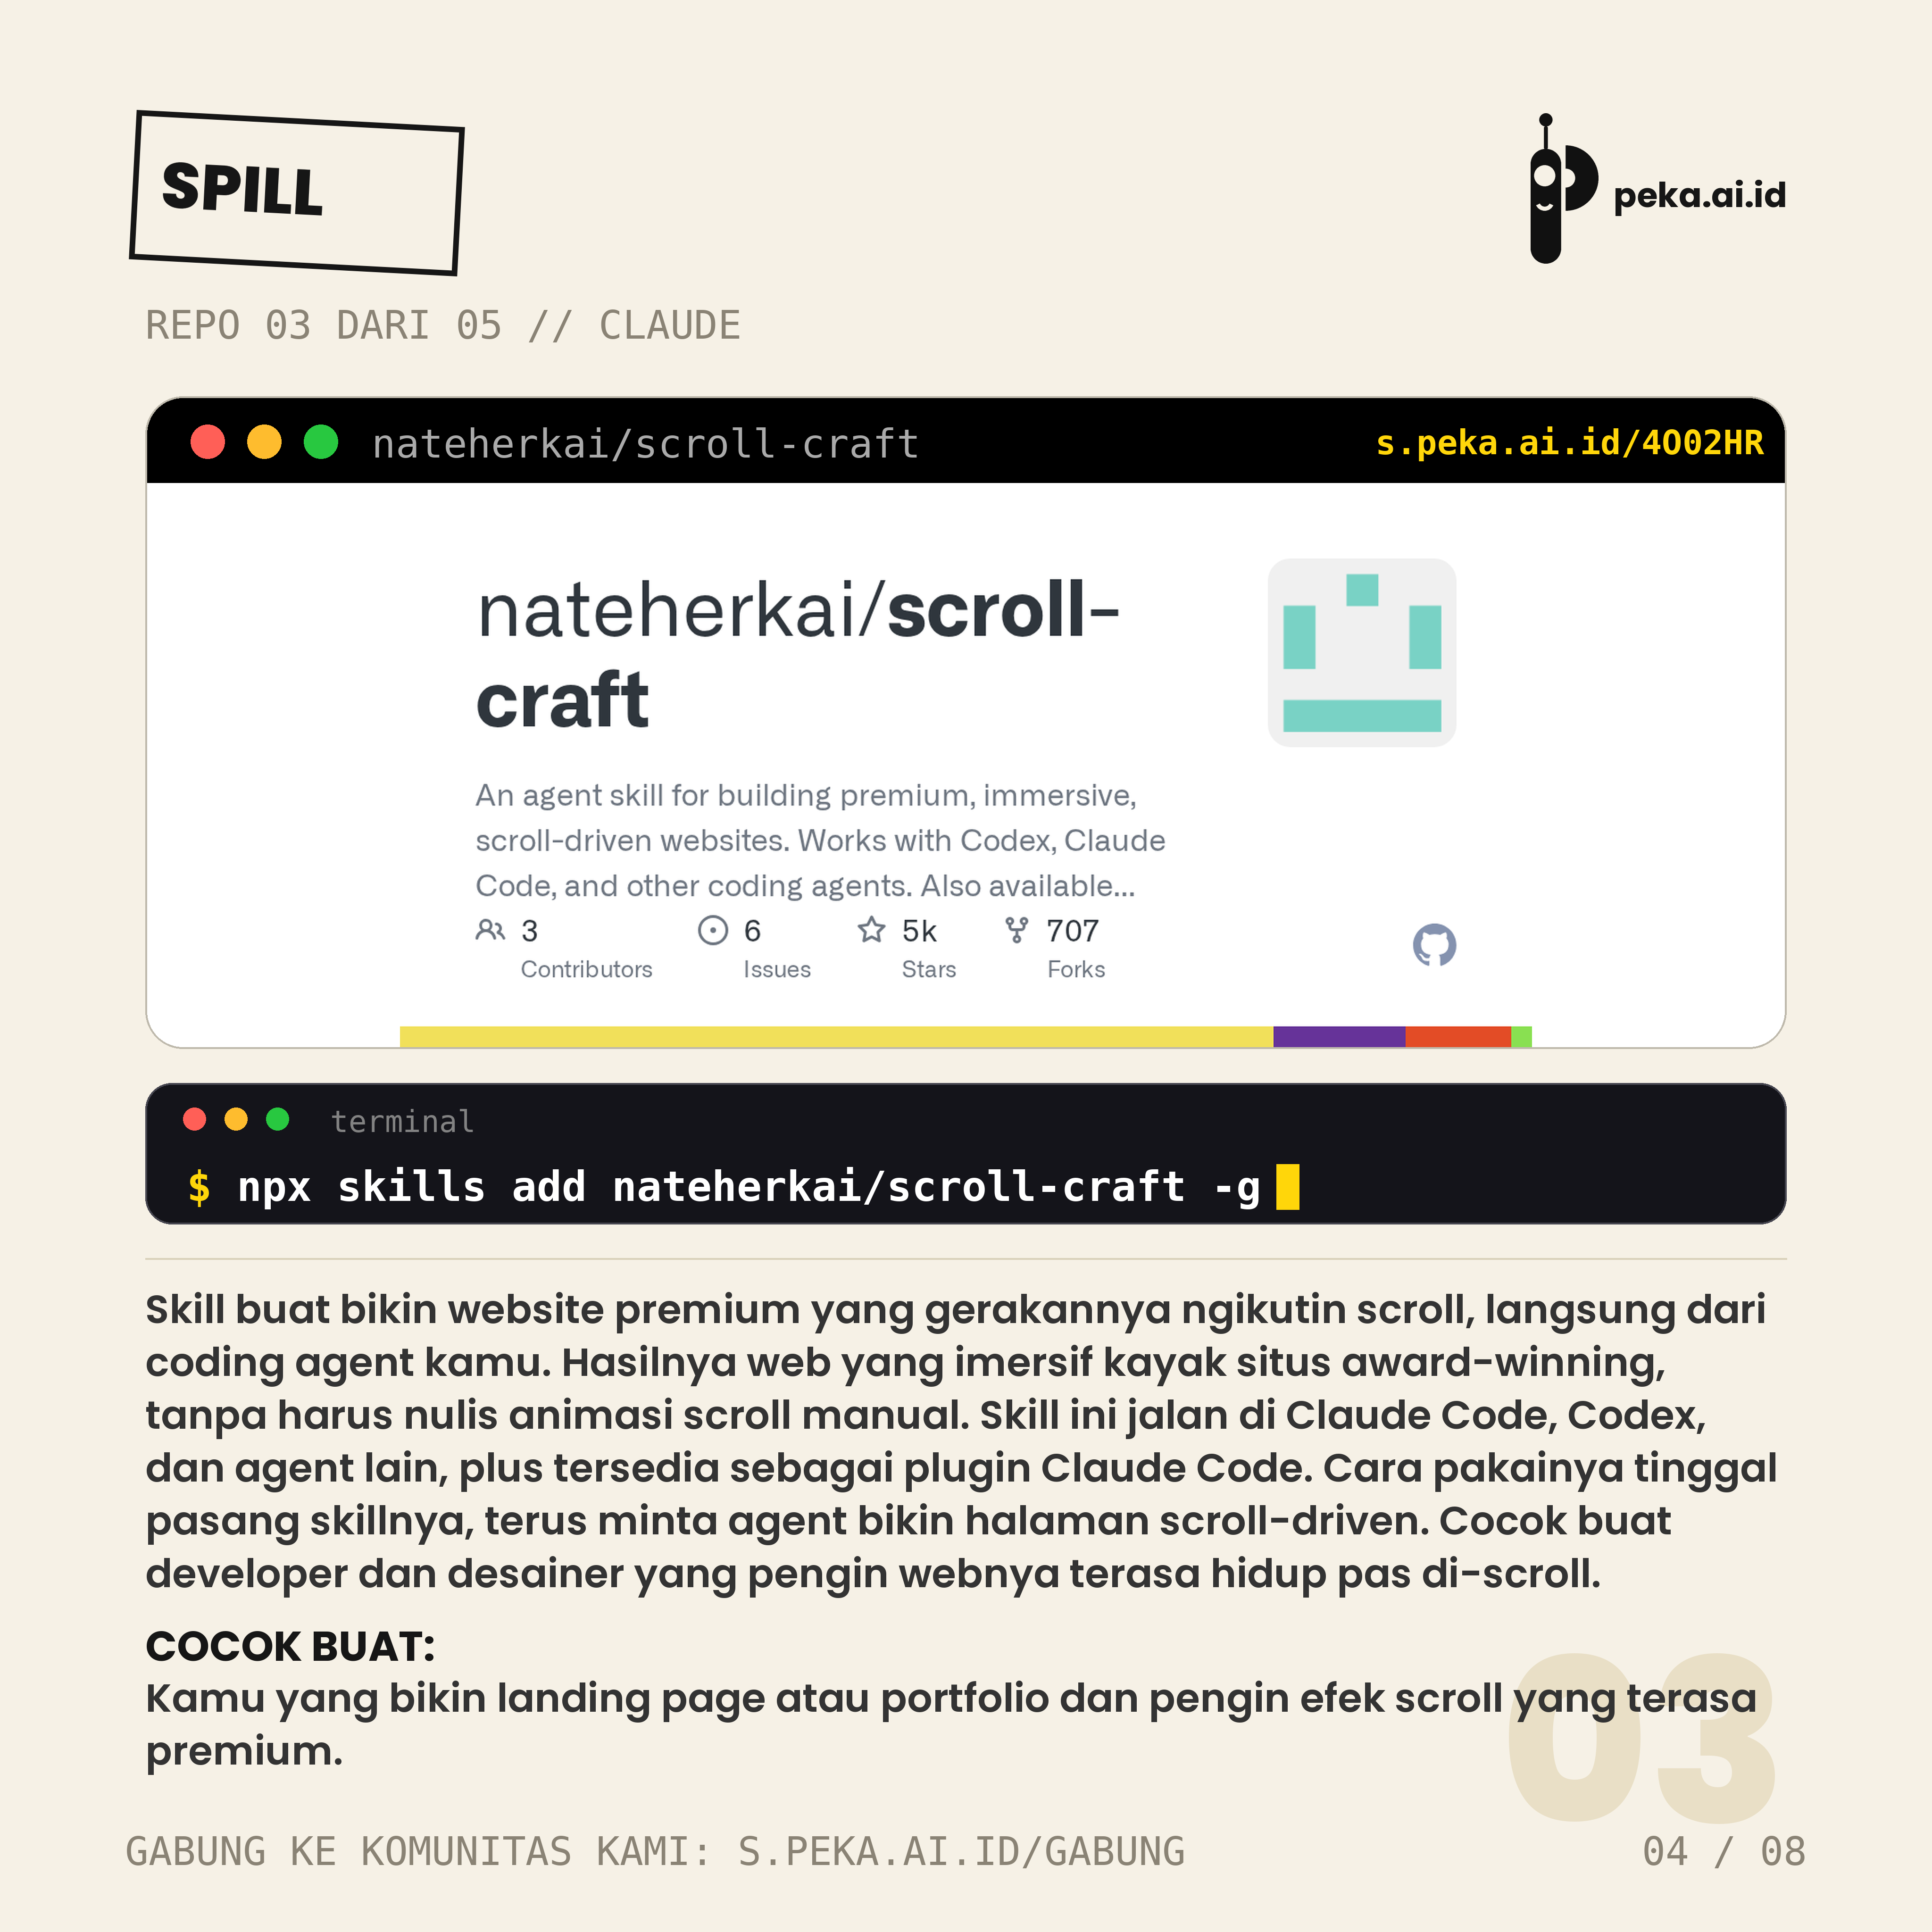 SPILL
peka.ai.id
REPO 03 DARI 05 // CLAUDE
nateherkai/scroll-craft
s.peka.ai.id/4O02HR
nateherkai/scroll-
craft
An agent skill for building premium, immersive,
scroll-driven websites. Works with Codex, Claude
Code, and other coding agents. Also available...
3 6 5k 707
Contributors Issues Stars Forks
terminal
$ npx skills add nateherkai/scroll-craft -g
Skill buat bikin website premium yang gerakannya ngikutin scroll, langsung dari
coding agent kamu. Hasilnya web yang imersif kayak situs award-winning,
tanpa harus nulis animasi scroll manual. Skill ini jalan di Claude Code, Codex,
dan agent lain, plus tersedia sebagai plugin Claude Code. Cara pakainya tinggal
pasang skillnya, terus minta agent bikin halaman scroll-driven. Cocok buat
developer dan desainer yang pengin webnya terasa hidup pas di-scroll.
COCOK BUAT:
Kamu yang bikin landing page atau portfolio dan pengin efek scroll yang terasa
premium.
03
GABUNG KE KOMUNITAS KAMI: S.PEKA.AI.ID/GABUNG
04 / 08